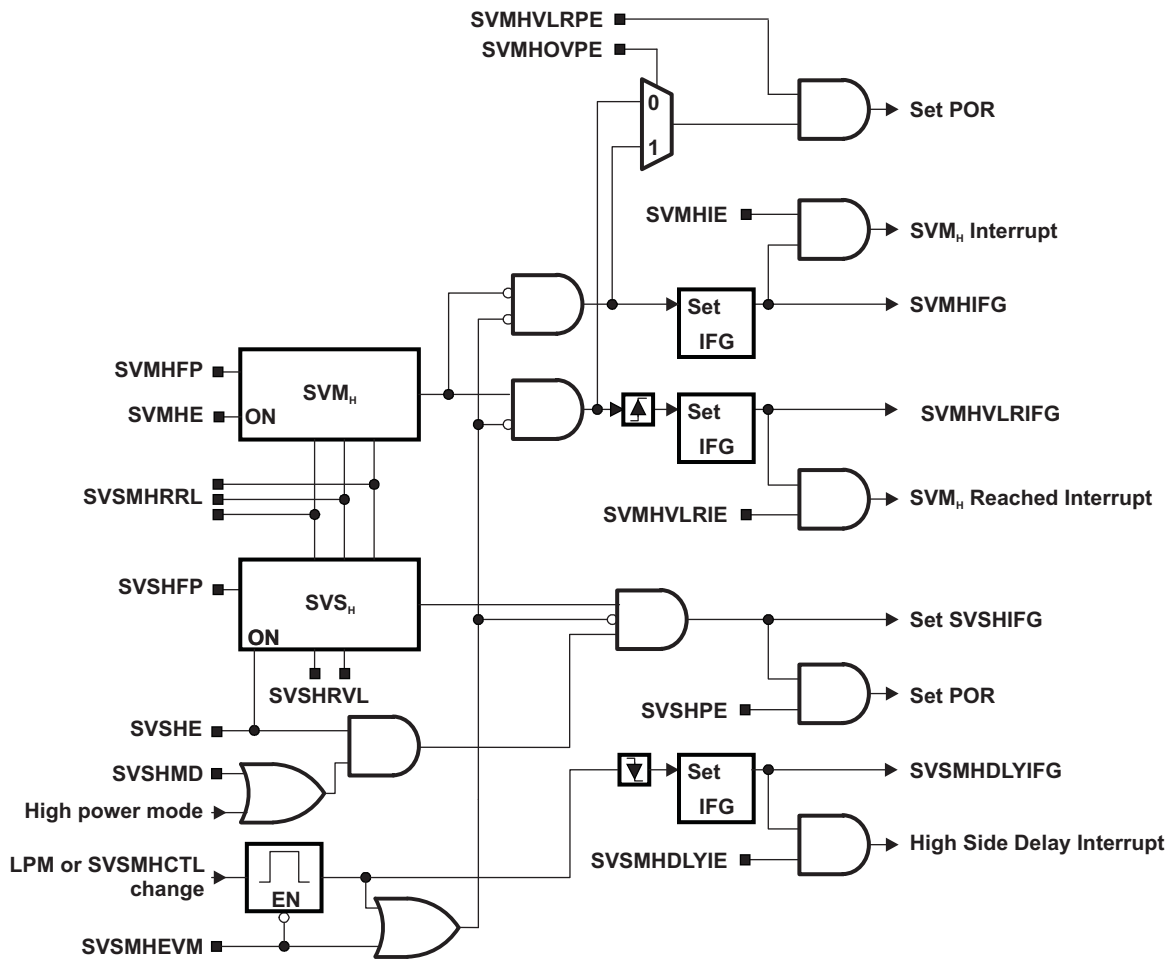 SVMHVLRPE
SVMHOVPE
0
1
Set POR
SVMHIE
SVMH Interrupt
Set
IFG
SVMHIFG
SVMHFP
SVMHE
ON
SVMH
Set
IFG
SVMHVLRIFG
SVSMHRRL
SVMHVLRIE
SVMH Reached Interrupt
SVSHFP
SVSH
ON
Set SVSHIFG
SVSHRVL
SVSHPE
Set POR
SVSHE
SVSHMD
High power mode
Set
IFG
SVSMHDLYIFG
SVSMHDLYIE
High Side Delay Interrupt
LPM or SVSMHCTL
change
EN
SVSMHEVM